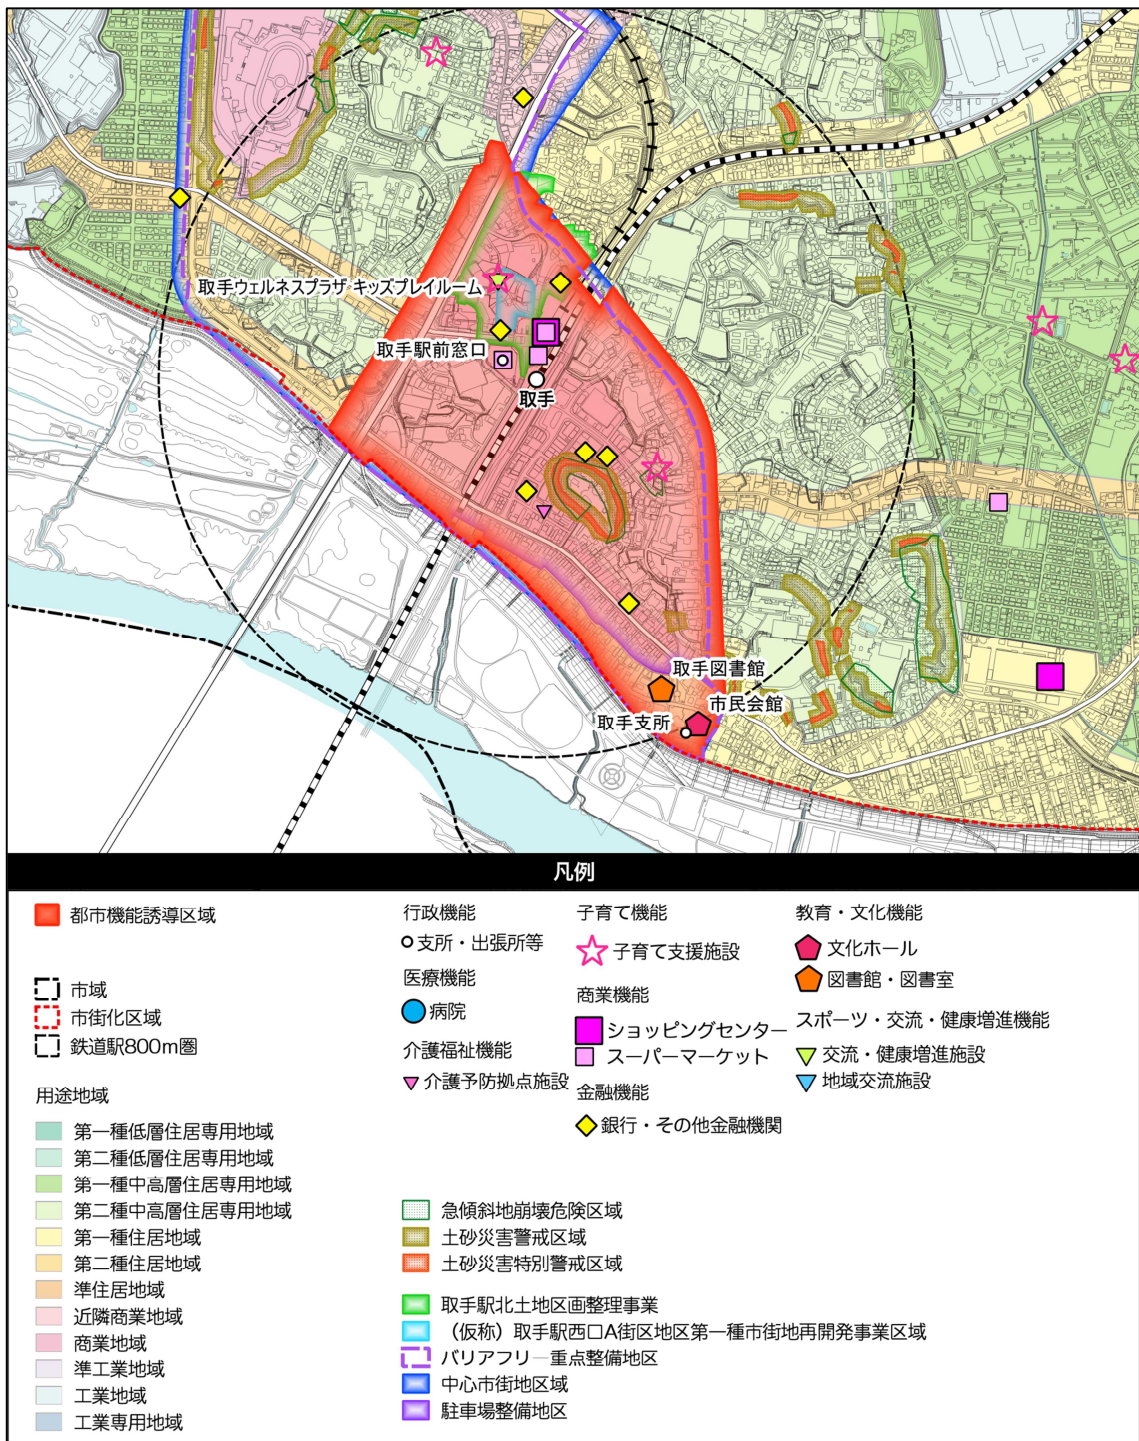 取手ウェルネスプラザ キッズプレイルーム
取手駅前窓口
取手
取手図書館
市民会館
取手支所
凡例
都市機能誘導区域
市域
市街化区域
鉄道駅800m圏
用途地域
第一種低層住居専用地域
第二種低層住居専用地域
第一種中高層住居専用地域
第二種中高層住居専用地域
第一種住居地域
第二種住居地域
準住居地域
近隣商業地域
商業地域
準工業地域
工業地域
工業専用地域
行政機能
支所・出張所等
医療機能
病院
介護福祉機能
介護予防拠点施設
子育て機能
子育て支援施設
商業機能
ショッピングセンター
スーパーマーケット
金融機能
銀行・その他金融機関
教育・文化機能
文化ホール
図書館・図書室
スポーツ・交流・健康増進機能
交流・健康増進施設
地域交流施設
急傾斜地崩壊危険区域
土砂災害警戒区域
土砂災害特別警戒区域
取手駅北土地区画整理事業
（仮称）取手駅西口A街区地区第一種市街地再開発事業区域
バリアフリー重点整備地区
中心市街地区域
駐車場整備地区